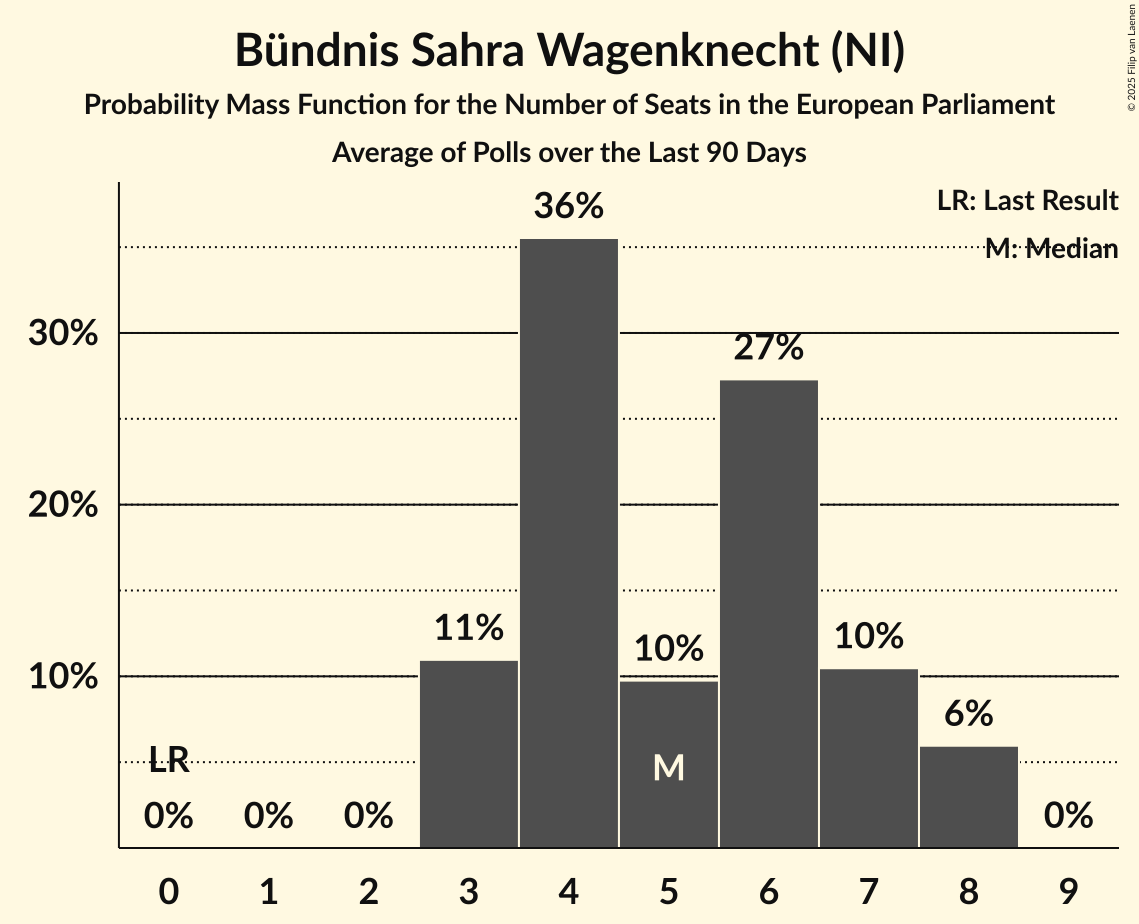 Bündnis Sahra Wagenknecht (NI)
Probability Mass Function for the Number of Seats in the European Parliament
Average of Polls over the Last 90 Days
© 2025 Filip van Laenen
LR: Last Result
M: Median
36%
30%
27%
20%
11%
10%
10%
10%
6%
LR
M
0%
0%
0%
0%
0 1 2 3 4 5 6 7 8 9